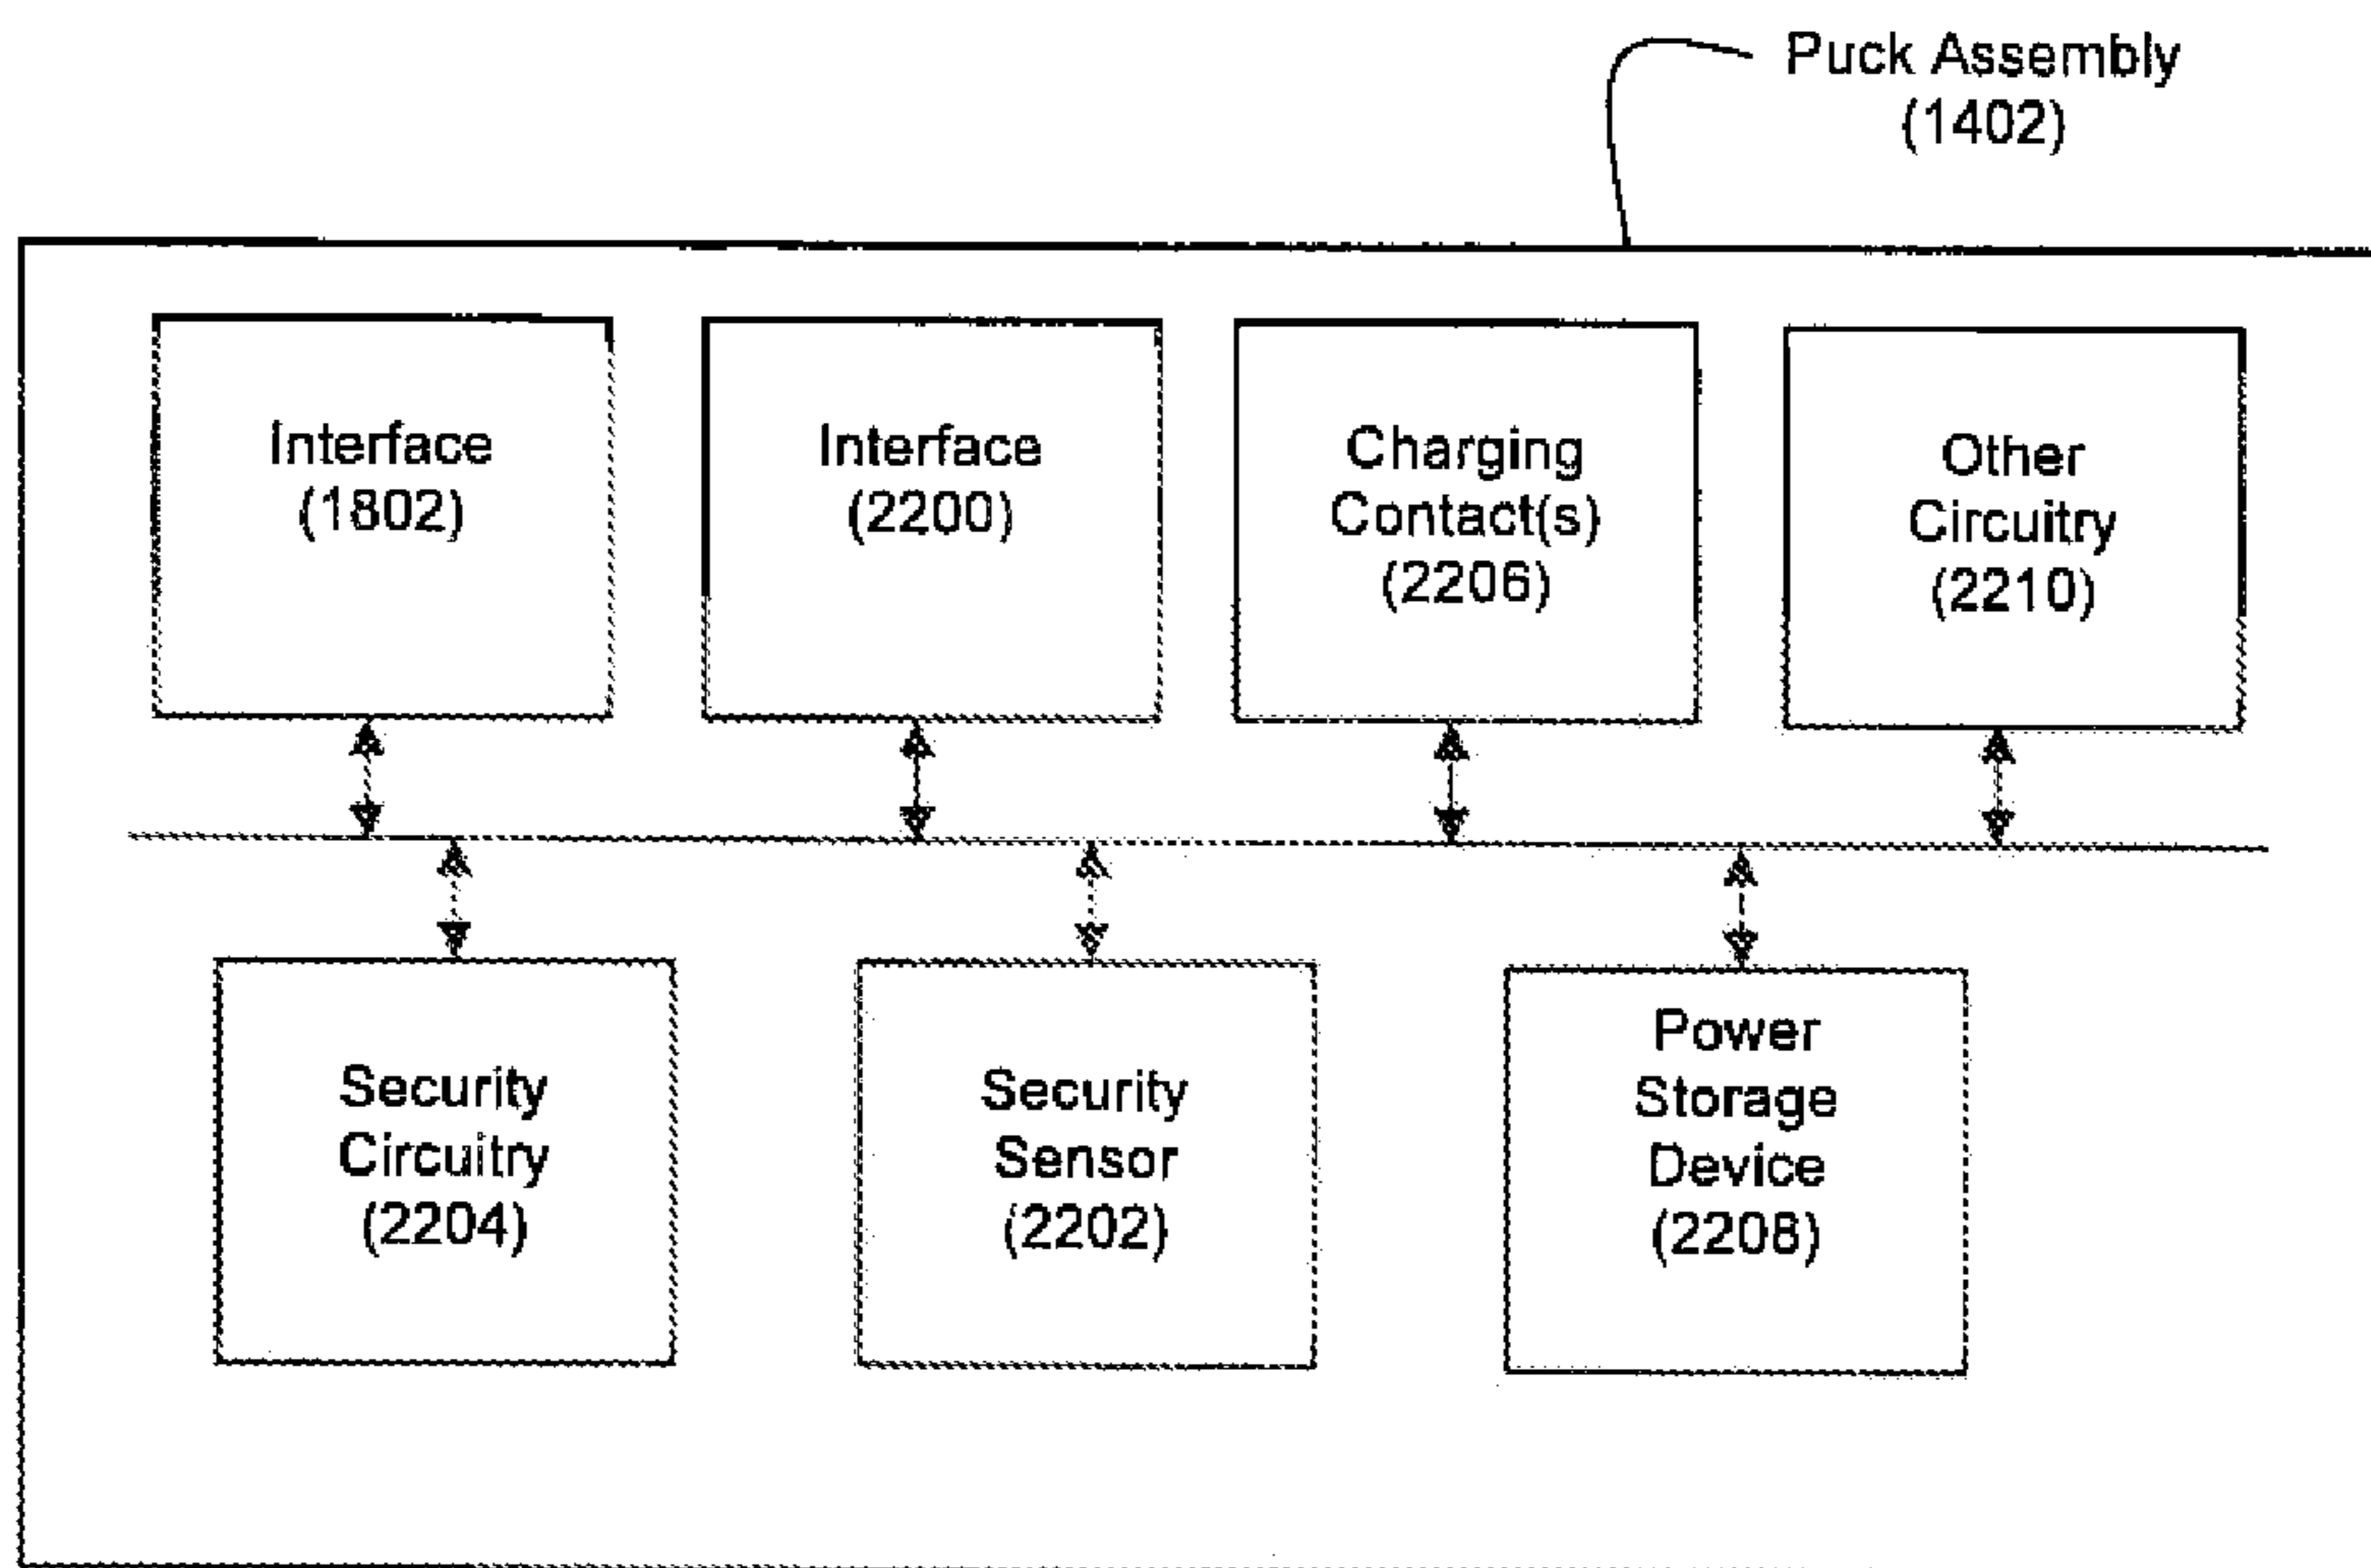 Puck Assembly
(1402)
Interface
(1802)
Interface
(2200)
Charging
Contact(s)
(2206)
Other
Circuitry
(2210)
Security
Circuitry
(2204)
Security
Sensor
(2202)
Power
Storage
Device
(2208)